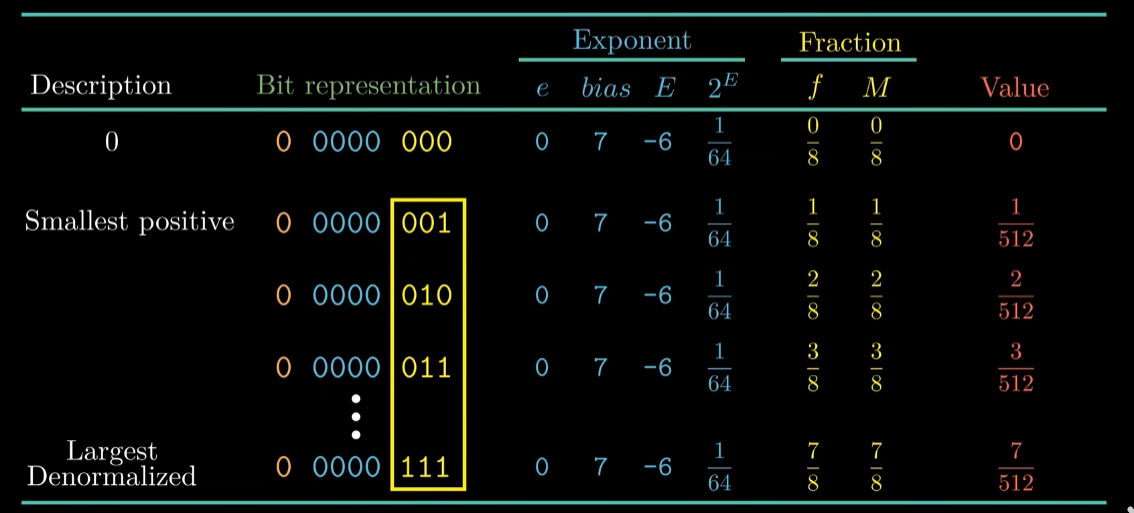 Exponent Fraction
Description Bit representation e bias E 2^E f M Value
0 0 0000 000 0 7 -6 1/64 0/8 0/8 0
Smallest positive 0 0000 001 0 7 -6 1/64 1/8 1/8 1/512
0 0000 010 0 7 -6 1/64 2/8 2/8 2/512
0 0000 011 0 7 -6 1/64 3/8 3/8 3/512
Largest
Denormalized 0 0000 111 0 7 -6 1/64 7/8 7/8 7/512